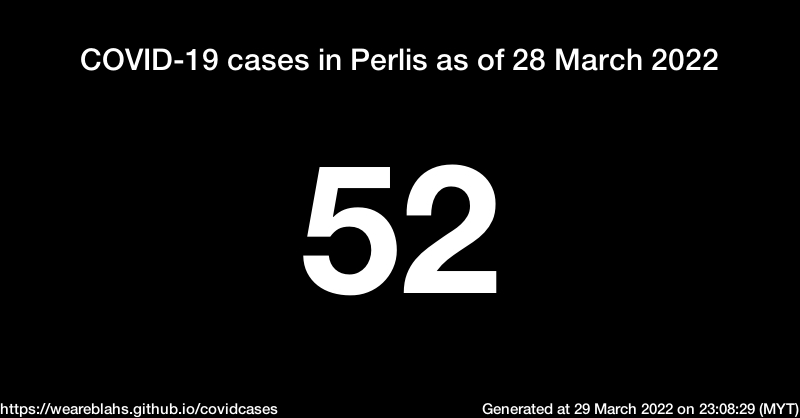 COVID-19 cases in Perlis as of 28 March 2022
52
https://weareblahs.github.io/covidcases
Generated at 29 March 2022 on 23:08:29 (MYT)